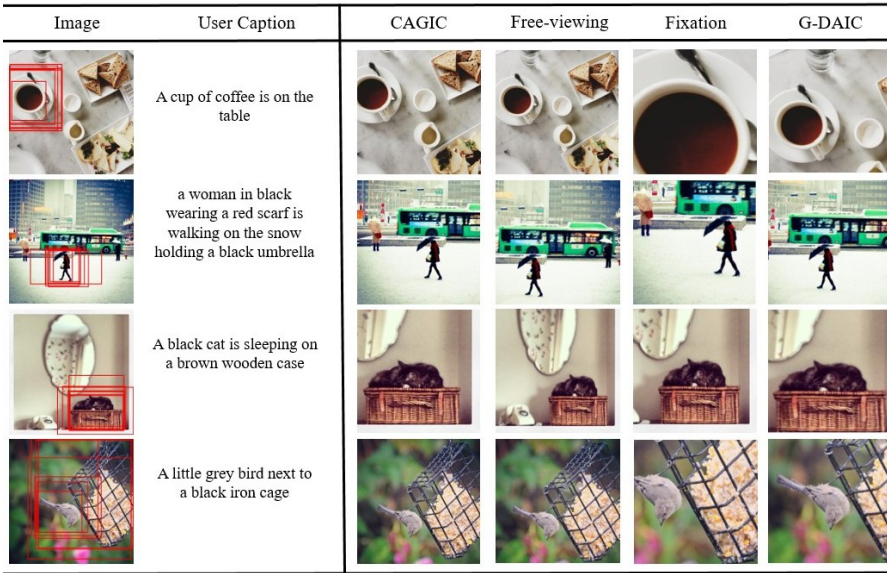 Image User Caption CAGIC Free-viewing Fixation G-DAIC
A cup of coffee is on the
table
a woman in black
wearing a red scarf is
walking on the snow
holding a black umbrella
A black cat is sleeping on
a brown wooden case
A little grey bird next to
a black iron cage